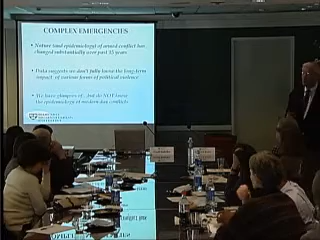 COMPLEX EMERGENCIES
• Nature (and epidemiology) of armed conflict has
changed substantially over past 15 years
• Data suggests we don't fully know the long-term
impact of various forms of political violence
• We have glimpses of , but do NOT know
the epidemiology of modern-day conflicts